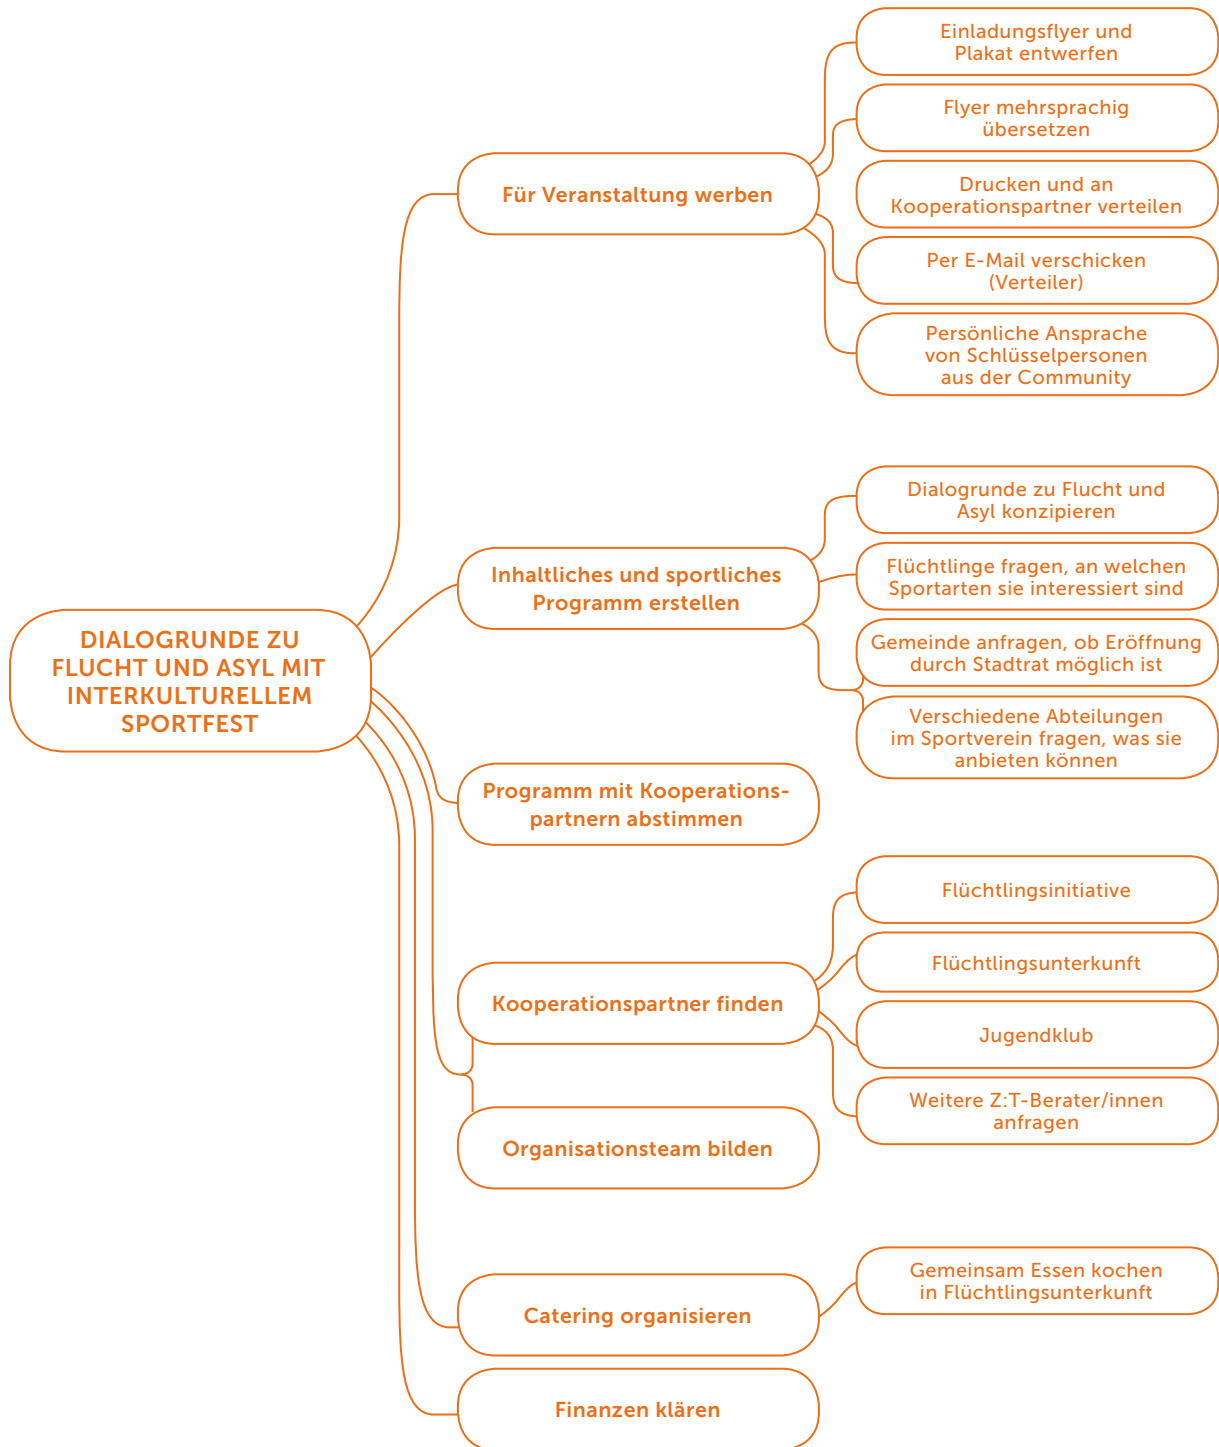 DIALOGRUNDE ZU
FLUCHT UND ASYL MIT
INTERKULTURELLEM
SPORTFEST
Für Veranstaltung werben
Einladungsflyer und
Plakat entwerfen
Flyer mehrsprachig
übersetzen
Drucken und an
Kooperationspartner verteilen
Per E-Mail verschicken
(Verteiler)
Persönliche Ansprache
von Schlüsselpersonen
aus der Community
Inhaltliches und sportliches
Programm erstellen
Dialogrunde zu Flucht und
Asyl konzipieren
Flüchtlinge fragen, an welchen
Sportarten sie interessiert sind
Gemeinde anfragen, ob Eröffnung
durch Stadtrat möglich ist
Verschiedene Abteilungen
im Sportverein fragen, was sie
anbieten können
Programm mit Kooperations-
partnern abstimmen
Kooperationspartner finden
Flüchtlingsinitiative
Flüchtlingsunterkunft
Jugendklub
Weitere Z:T-Berater/innen
anfragen
Organisationsteam bilden
Catering organisieren
Gemeinsam Essen kochen
in Flüchtlingsunterkunft
Finanzen klären